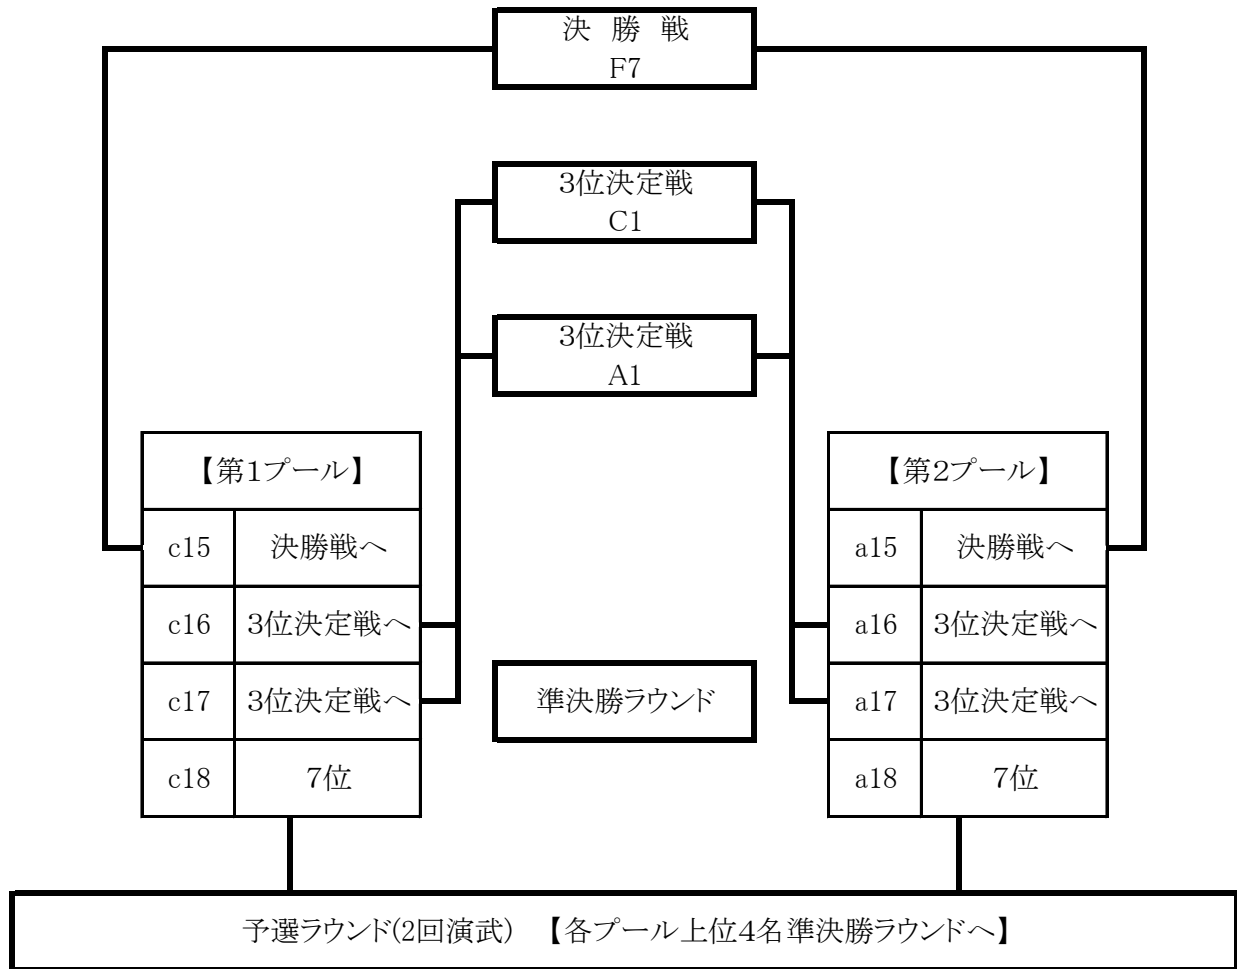 決 勝 戦
F7
3位決定戦
C1
3位決定戦
A1
【第1プール】
c15 決勝戦へ
c16 3位決定戦へ
c17 3位決定戦へ
c18 7位
【第2プール】
a15 決勝戦へ
a16 3位決定戦へ
a17 3位決定戦へ
a18 7位
準決勝ラウンド
予選ラウンド(2回演武) 【各プール上位4名準決勝ラウンドへ】